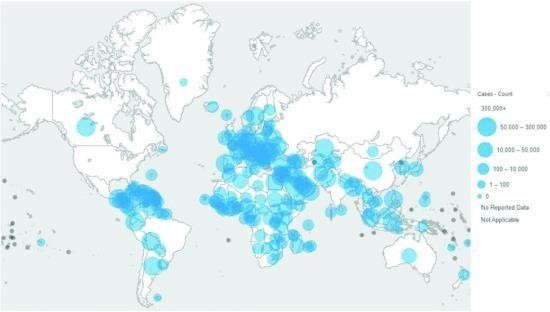 Cases - Count :
300,000+
50,000 - 300,000
10,000 - 50,000
100 - 10,000
1 - 100
0
No Reported Data
Not Applicable